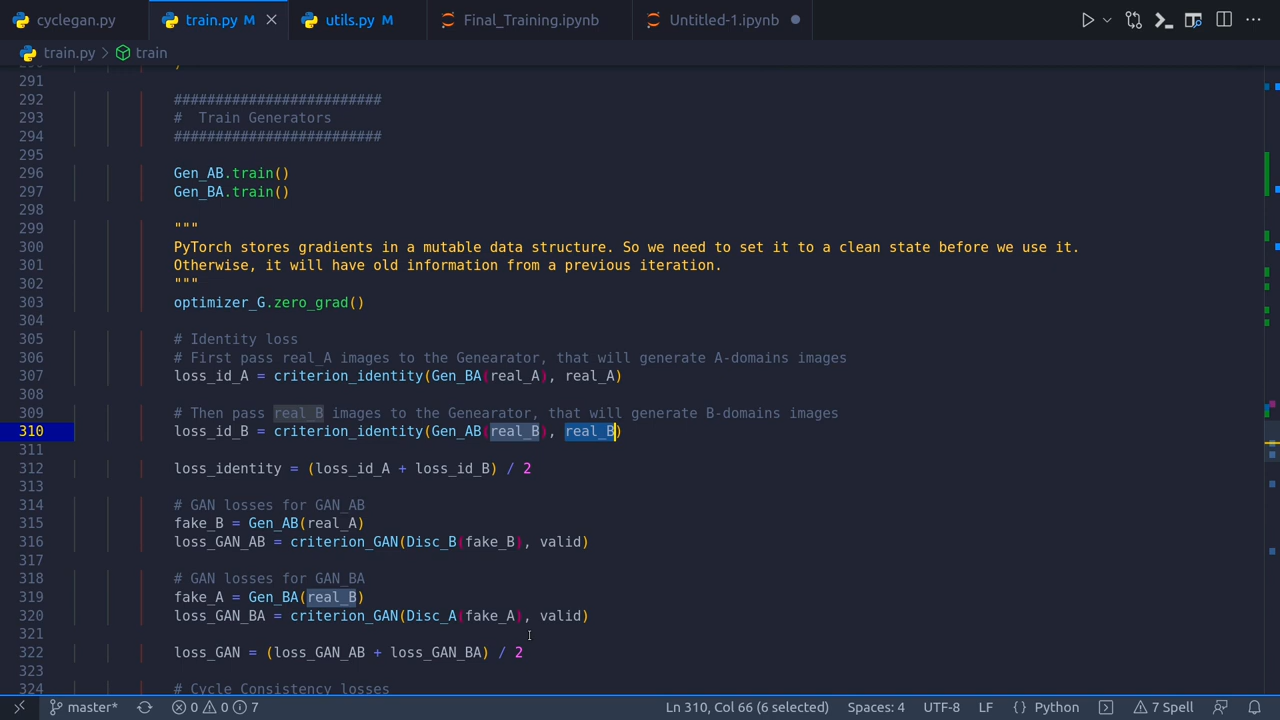 cyclegan.py train.py M utils.py M Final_Training.ipynb Untitled-1.ipynb
train.py > train
291
292 #########################
293 #  Train Generators
294 #########################
295
296 Gen_AB.train()
297 Gen_BA.train()
298
299 """
300 PyTorch stores gradients in a mutable data structure. So we need to set it to a clean state before we use it.
301 Otherwise, it will have old information from a previous iteration.
302 """
303 optimizer_G.zero_grad()
304
305 # Identity loss
306 # First pass real_A images to the Genearator, that will generate A-domains images
307 loss_id_A = criterion_identity(Gen_BA(real_A), real_A)
308
309 # Then pass real_B images to the Genearator, that will generate B-domains images
310 loss_id_B = criterion_identity(Gen_AB(real_B), real_B)
311
312 loss_identity = (loss_id_A + loss_id_B) / 2
313
314 # GAN losses for GAN_AB
315 fake_B = Gen_AB(real_A)
316 loss_GAN_AB = criterion_GAN(Disc_B(fake_B), valid)
317
318 # GAN losses for GAN_BA
319 fake_A = Gen_BA(real_B)
320 loss_GAN_BA = criterion_GAN(Disc_A(fake_A), valid)
321
322 loss_GAN = (loss_GAN_AB + loss_GAN_BA) / 2
323
324 # Cycle Consistency losses
master* 0 0 7 Ln 310, Col 66 (6 selected) Spaces: 4 UTF-8 LF Python 7 Spell